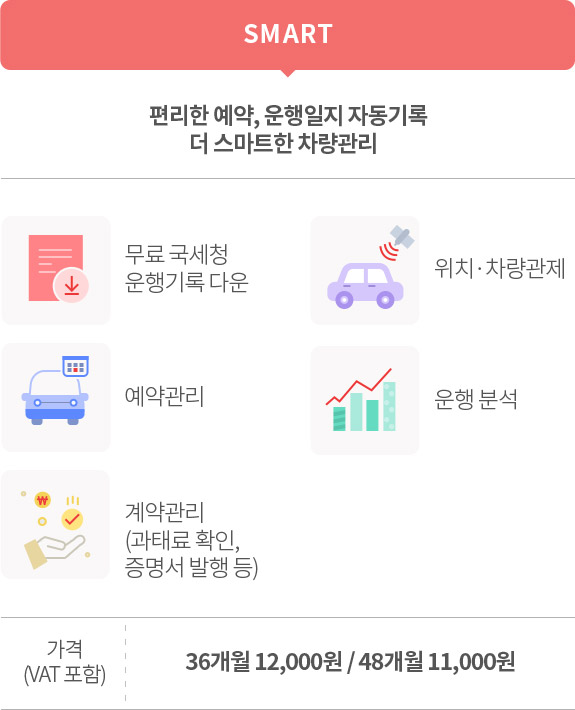 SMART
편리한 예약, 운행일지 자동기록
더 스마트한 차량관리
무료 국세청
운행기록 다운
위치·차량관제
예약관리
운행 분석
₩
계약관리
(과태료 확인,
증명서 발행 등)
가격
(VAT 포함)
36개월 12,000원 / 48개월 11,000원